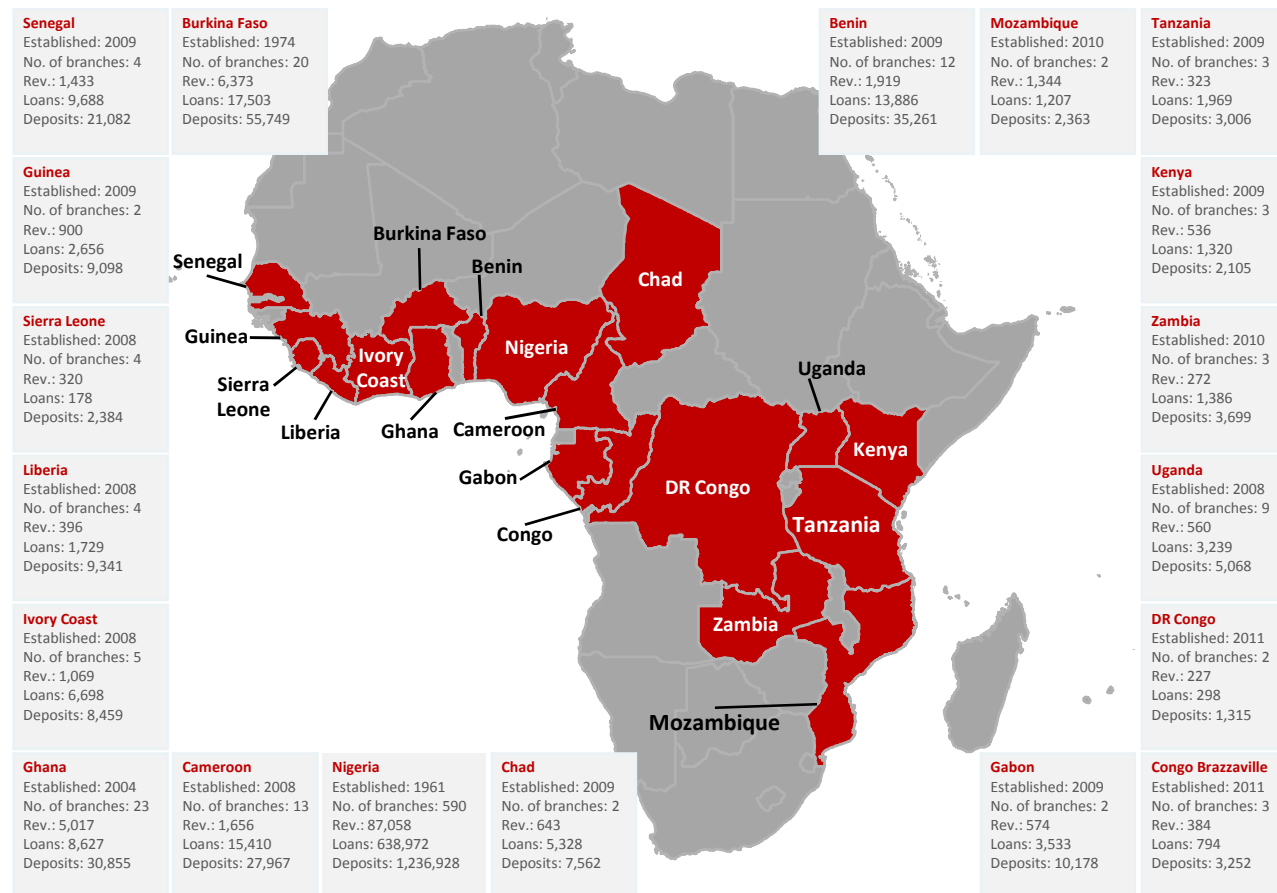 Senegal
Established: 2009
No. of branches: 4
Rev.: 1,433
Loans: 9,688
Deposits: 21,082
Burkina Faso
Established: 1974
No. of branches: 20
Rev.: 6,373
Loans: 17,503
Deposits: 55,749
Benin
Established: 2009
No. of branches: 12
Rev.: 1,919
Loans: 13,886
Deposits: 35,261
Mozambique
Established: 2010
No. of branches: 2
Rev.: 1,344
Loans: 1,207
Deposits: 2,363
Tanzania
Established: 2009
No. of branches: 3
Rev.: 323
Loans: 1,969
Deposits: 3,006
Guinea
Established: 2009
No. of branches: 2
Rev.: 900
Loans: 2,656
Deposits: 9,098
Kenya
Established: 2009
No. of branches: 3
Rev.: 536
Loans: 1,320
Deposits: 2,105
Sierra Leone
Established: 2008
No. of branches: 4
Rev.: 320
Loans: 178
Deposits: 2,384
Zambia
Established: 2010
No. of branches: 3
Rev.: 272
Loans: 1,386
Deposits: 3,699
Liberia
Established: 2008
No. of branches: 4
Rev.: 396
Loans: 1,729
Deposits: 9,341
Uganda
Established: 2008
No. of branches: 9
Rev.: 560
Loans: 3,239
Deposits: 5,068
Ivory Coast
Established: 2008
No. of branches: 5
Rev.: 1,069
Loans: 6,698
Deposits: 8,459
DR Congo
Established: 2011
No. of branches: 2
Rev.: 227
Loans: 298
Deposits: 1,315
Ghana
Established: 2004
No. of branches: 23
Rev.: 5,017
Loans: 8,627
Deposits: 30,855
Cameroon
Established: 2008
No. of branches: 13
Rev.: 1,656
Loans: 15,410
Deposits: 27,967
Nigeria
Established: 1961
No. of branches: 590
Rev.: 87,058
Loans: 638,972
Deposits: 1,236,928
Chad
Established: 2009
No. of branches: 2
Rev.: 643
Loans: 5,328
Deposits: 7,562
Gabon
Established: 2009
No. of branches: 2
Rev.: 574
Loans: 3,533
Deposits: 10,178
Congo Brazzaville
Established: 2011
No. of branches: 3
Rev.: 384
Loans: 794
Deposits: 3,252
Burkina Faso
Senegal
Benin
Chad
Guinea
Ivory
Coast
Nigeria
Sierra
Leone
Uganda
Liberia
Ghana
Cameroon
Kenya
Gabon
DR Congo
Congo
Tanzania
Zambia
Mozambique